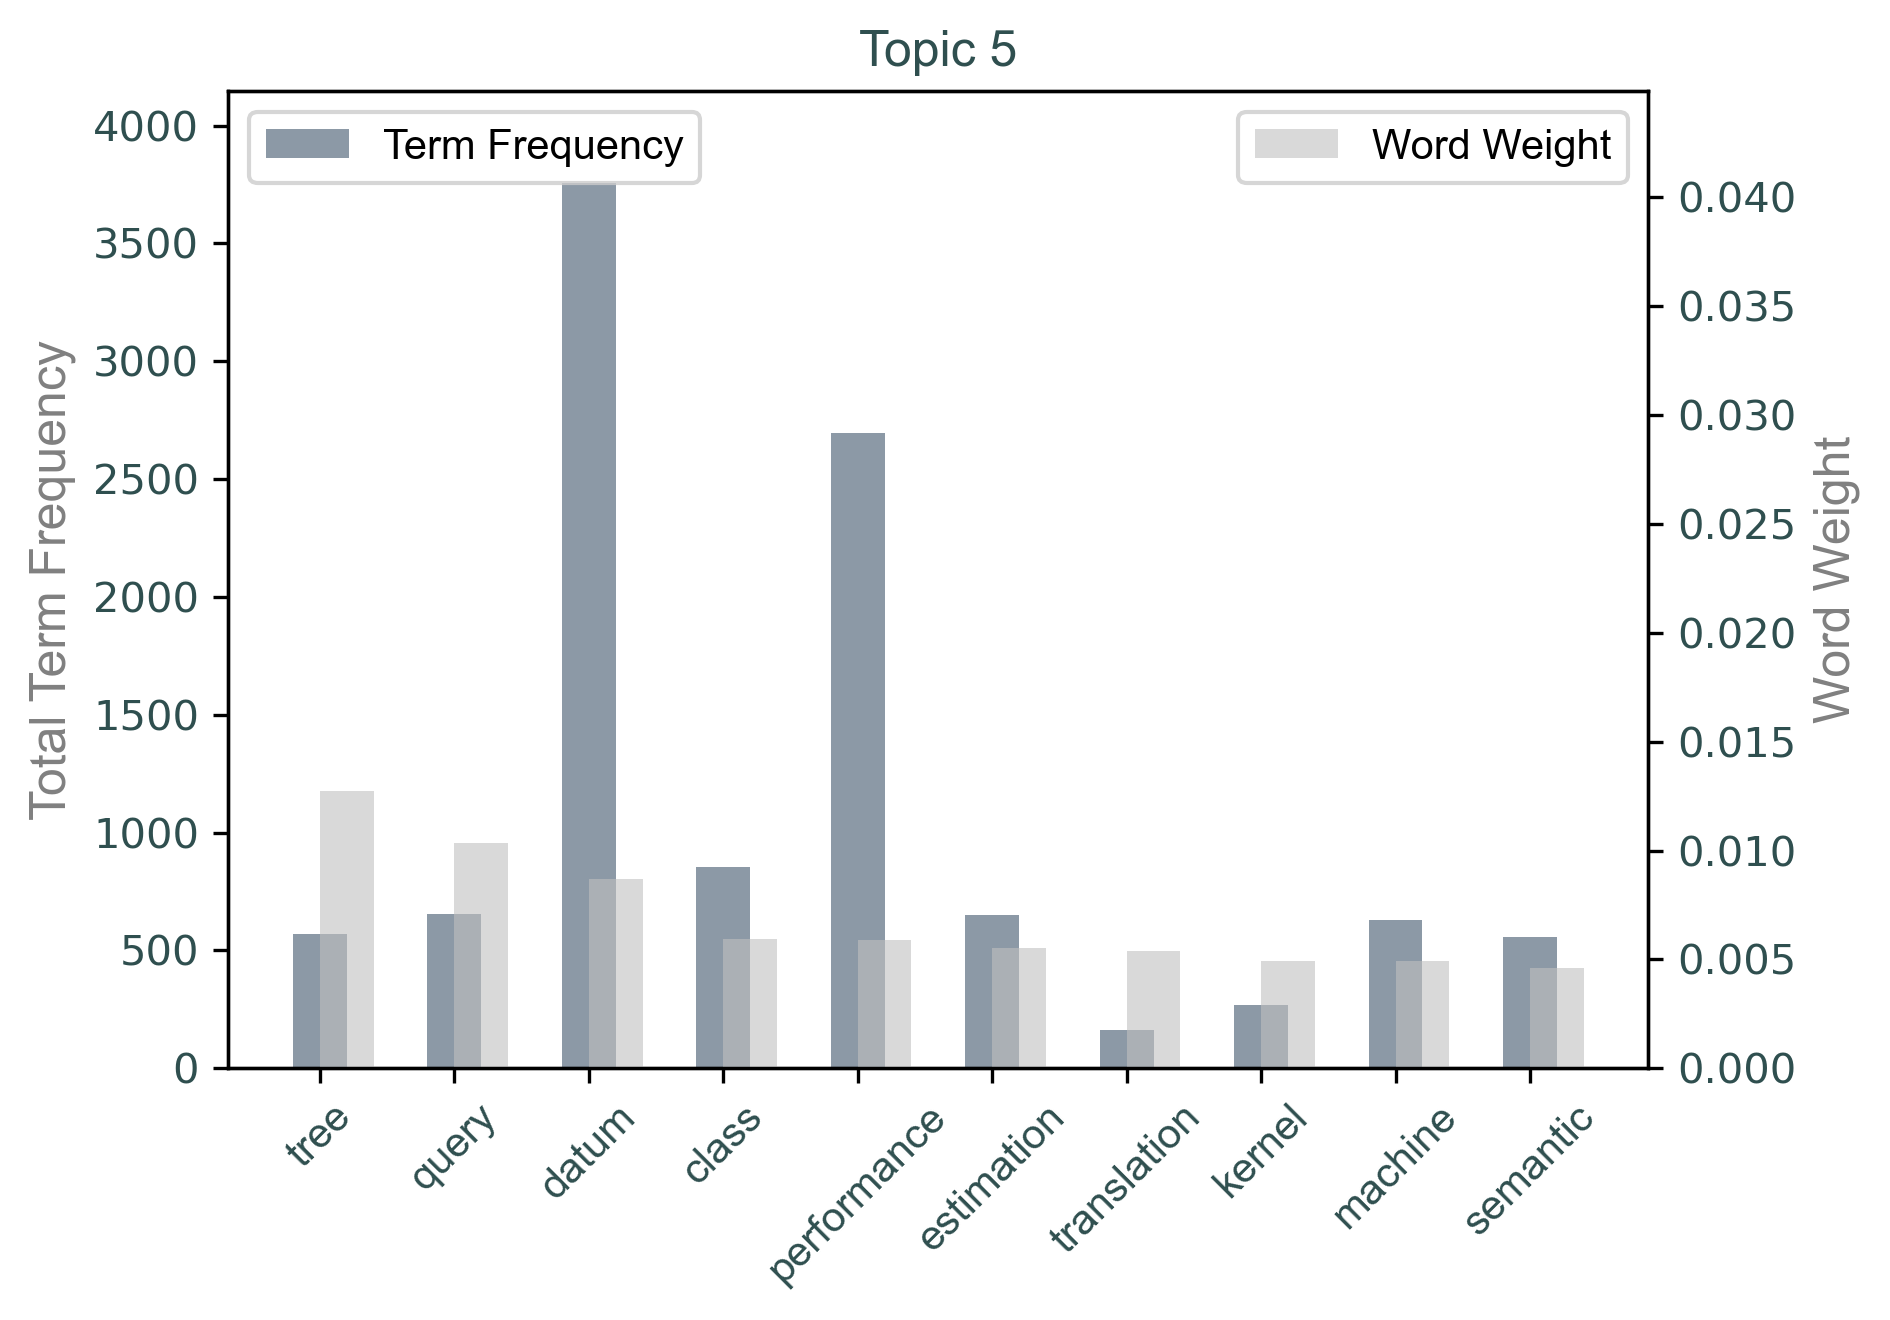 Topic 5
Term Frequency
Word Weight
Total Term Frequency
4000
3500
3000
2500
2000
1500
1000
500
0
0.040
0.035
0.030
0.025
0.020
0.015
0.010
0.005
0.000
Word Weight
tree
query
datum
class
performance
estimation
translation
kernel
machine
semantic